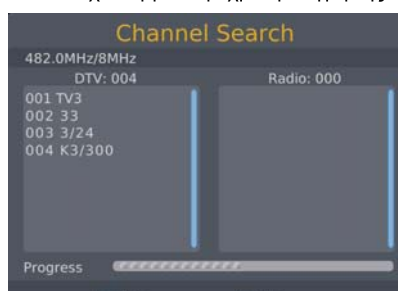 Channel Search
482.0MHz/8MHz
DTV: 004
Radio: 000
001 TV3
002 33
003 3/24
004 K3/300
Progress